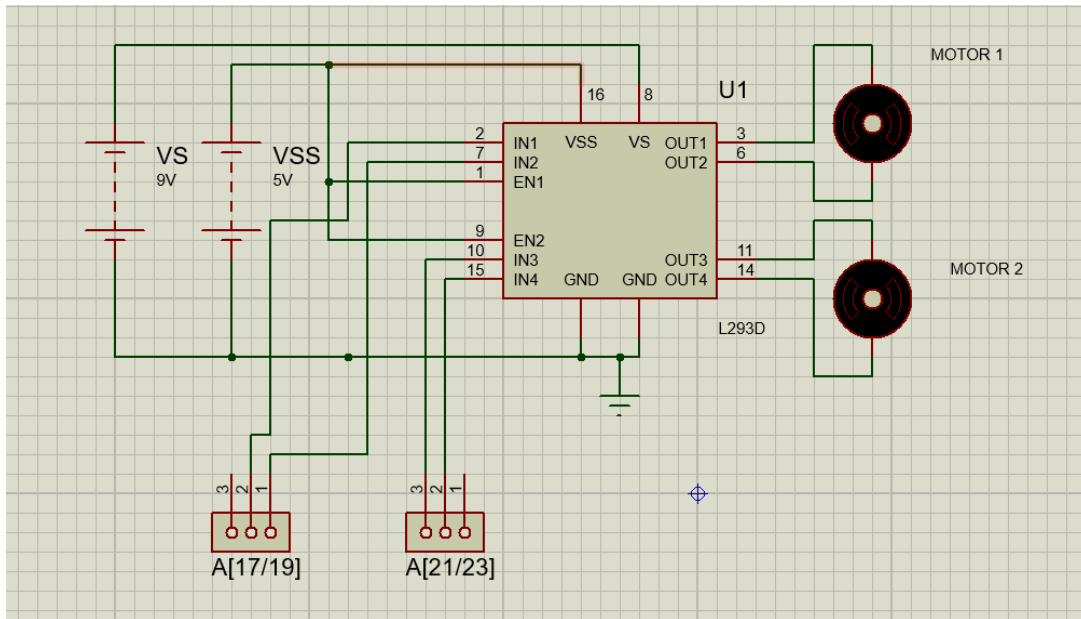 MOTOR 1
U1
16
8
2
IN1
VSS
VS
OUT1
3
7
IN2
OUT2
6
1
EN1
VS
9V
VSS
5V
9
EN2
10
IN3
OUT3
11
15
IN4
GND
GND
OUT4
14
MOTOR 2
L293D
3
2
1
3
2
1
A[17/19]
A[21/23]